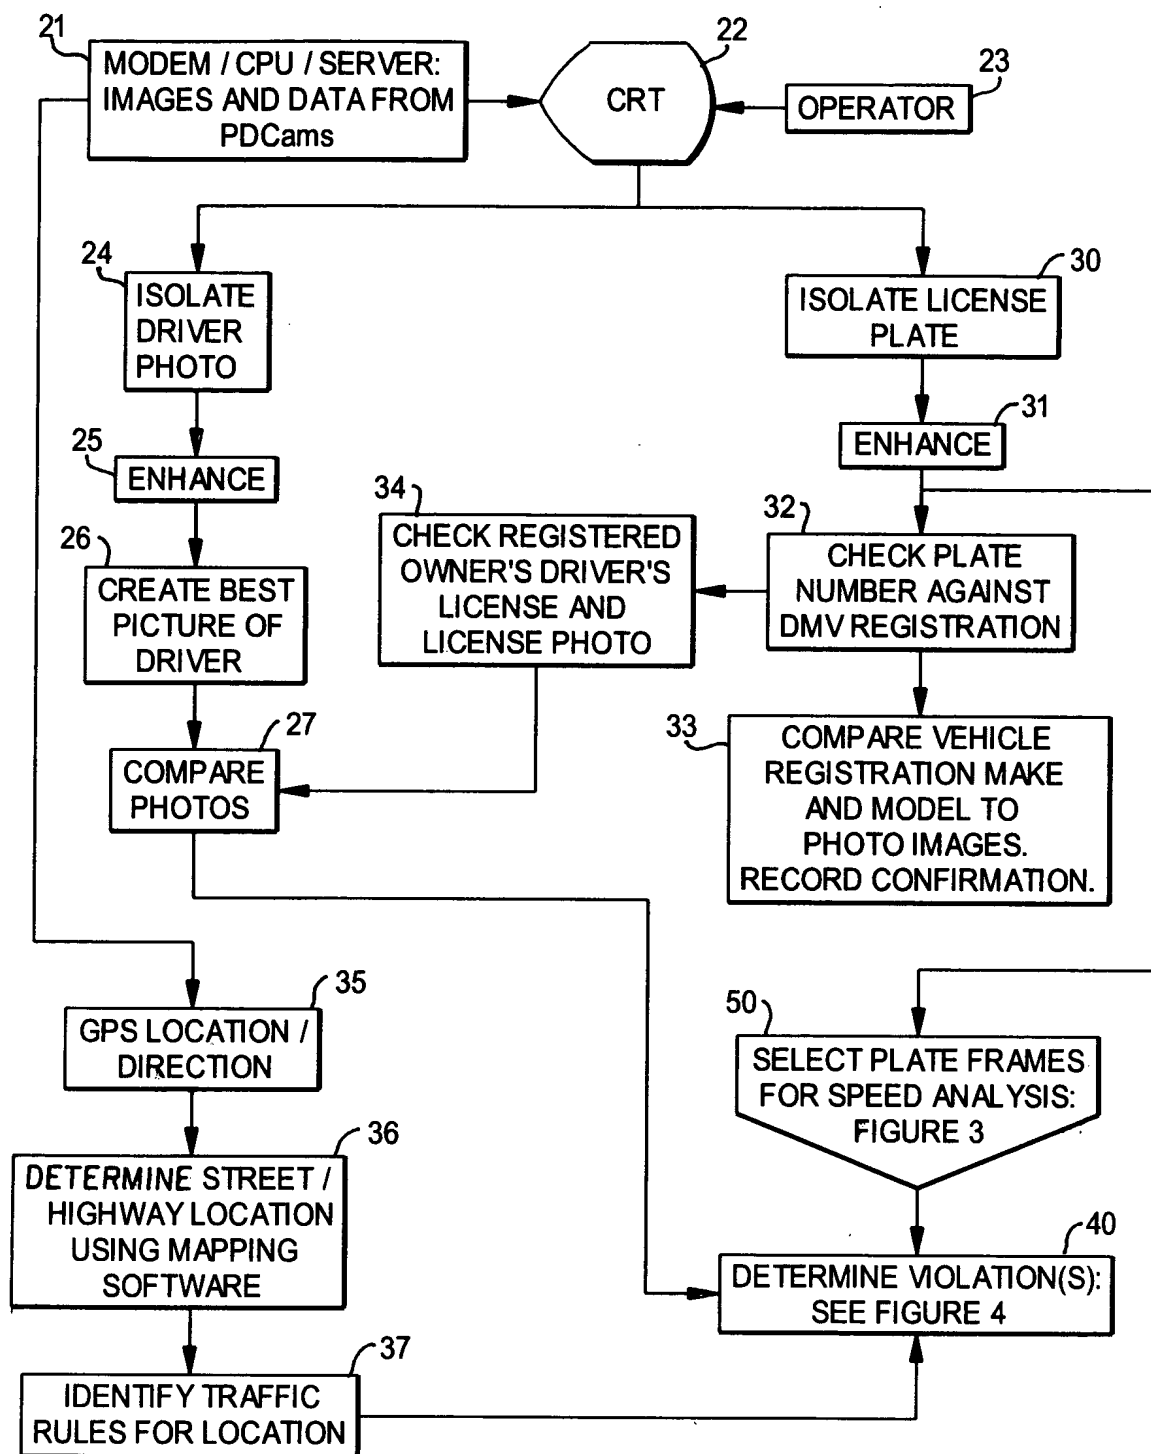 21
MODEM / CPU / SERVER:
IMAGES AND DATA FROM
PDCams
22
CRT
23
OPERATOR
24
ISOLATE
DRIVER
PHOTO
30
ISOLATE LICENSE
PLATE
25
ENHANCE
31
ENHANCE
26
CREATE BEST
PICTURE OF
DRIVER
34
CHECK REGISTERED
OWNER'S DRIVER'S
LICENSE AND
LICENSE PHOTO
32
CHECK PLATE
NUMBER AGAINST
DMV REGISTRATION
27
COMPARE
PHOTOS
33
COMPARE VEHICLE
REGISTRATION MAKE
AND MODEL TO
PHOTO IMAGES.
RECORD CONFIRMATION.
35
GPS LOCATION /
DIRECTION
50
SELECT PLATE FRAMES
FOR SPEED ANALYSIS:
FIGURE 3
36
DETERMINE STREET /
HIGHWAY LOCATION
USING MAPPING
SOFTWARE
40
DETERMINE VIOLATION(S):
SEE FIGURE 4
37
IDENTIFY TRAFFIC
RULES FOR LOCATION